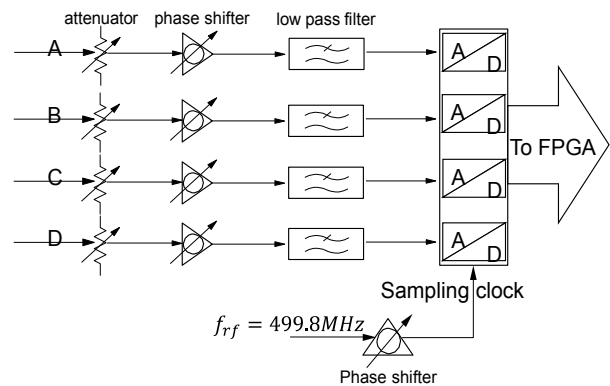 attenuator phase shifter low pass filter
A A D
B A D
To FPGA
C A D
D A D
Sampling clock
f_rf = 499.8MHz
Phase shifter